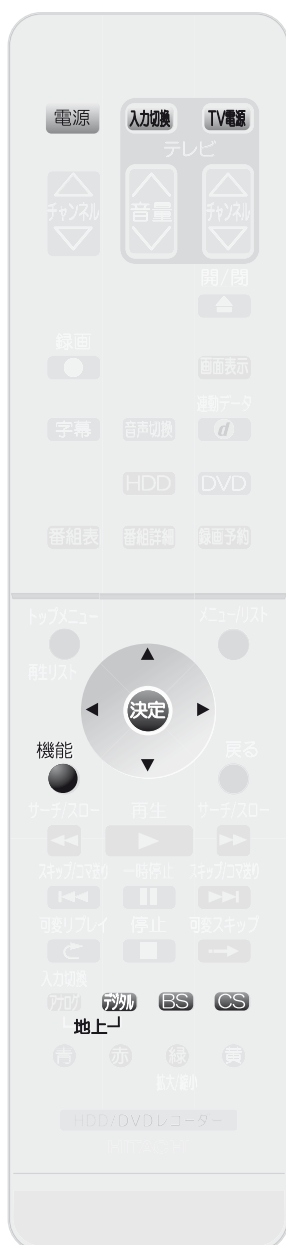 電源 入力切換 TV電源
テレビ
チャンネル 音量 チャンネル
開/閉
録画
画面表示
連動データ
字幕 音声切換 d
HDD DVD
番組表 番組詳細 録画予約
トップメニュー メニュー/リスト
再生リスト
決定
機能 戻る
サーチ/スロー 再生 サーチ/スロー
スキップ/コマ送り 一時停止 スキップ/コマ送り
可変リプレイ 停止 可変スキップ
入力切換
アナログ デジタル BS CS
地上
青 赤 緑 黄
拡大/縮小
HDD/DVDレコーダー